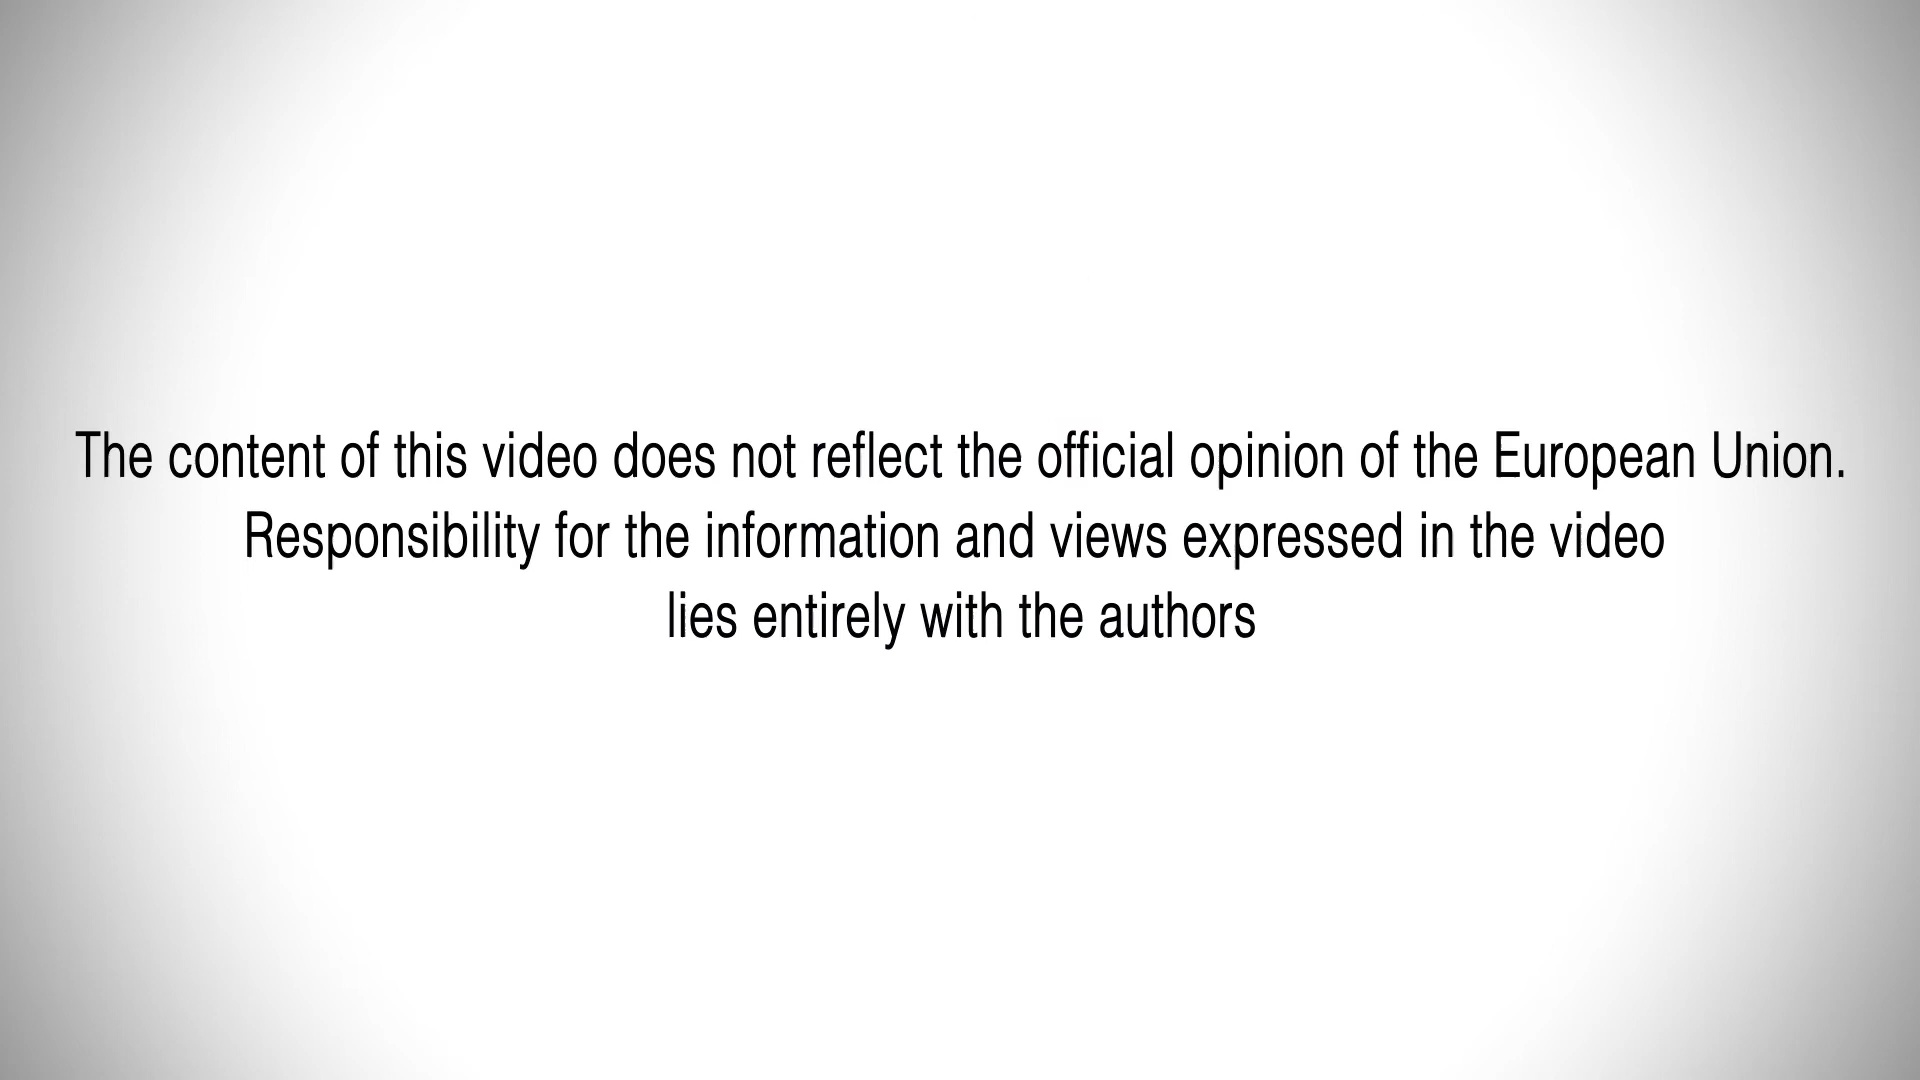 The content of this video does not reflect the official opinion of the European Union.
Responsibility for the information and views expressed in the video
lies entirely with the authors